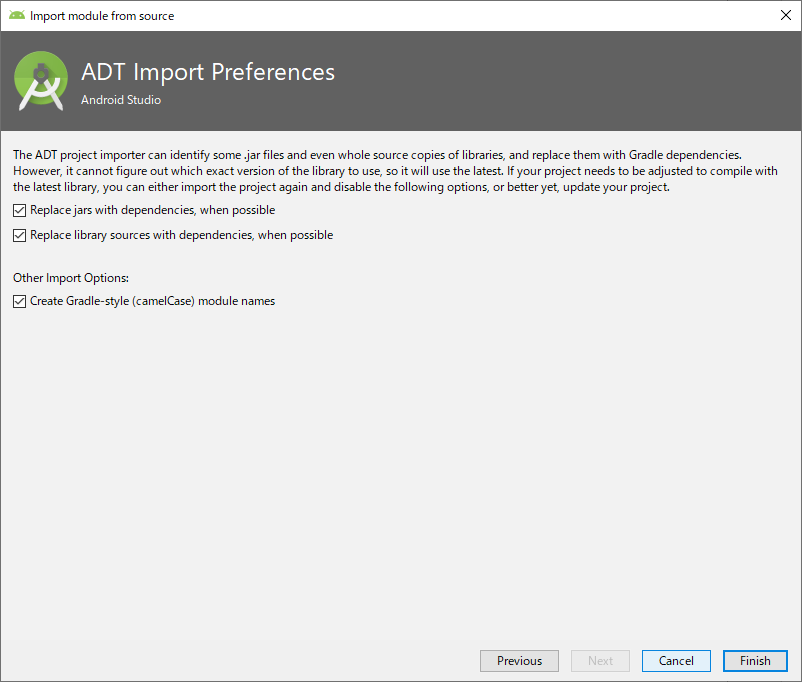 Import module from source
ADT Import Preferences
Android Studio
The ADT project importer can identify some .jar files and even whole source copies of libraries, and replace them with Gradle dependencies.
However, it cannot figure out which exact version of the library to use, so it will use the latest. If your project needs to be adjusted to compile with
the latest library, you can either import the project again and disable the following options, or better yet, update your project.
Replace jars with dependencies, when possible
Replace library sources with dependencies, when possible
Other Import Options:
Create Gradle-style (camelCase) module names
Previous Next Cancel Finish